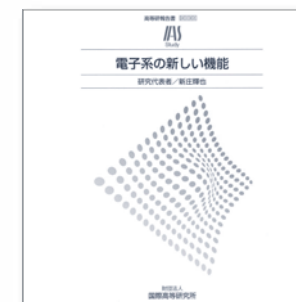 高等研報告書
IIAS
Study
電子系の新しい機能
研究代表者／新庄輝也
財団法人
国際高等研究所